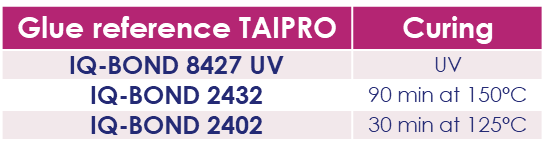 Glue reference TAIPRO Curing
IQ-BOND 8427 UV UV
IQ-BOND 2432 90 min at 150°C
IQ-BOND 2402 30 min at 125°C